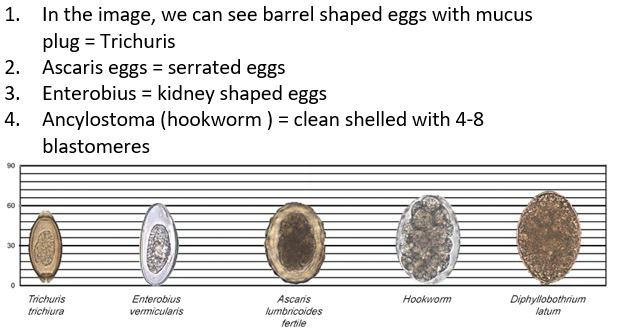 1. In the image, we can see barrel shaped eggs with mucus
plug = Trichuris
2. Ascaris eggs = serrated eggs
3. Enterobius = kidney shaped eggs
4. Ancylostoma (hookworm ) = clean shelled with 4-8
blastomeres
90
60
30
0
Trichuris
trichiura
Enterobius
vermicularis
Ascaris
lumbricoides
fertile
Hookworm
Diphyllobothrium
latum